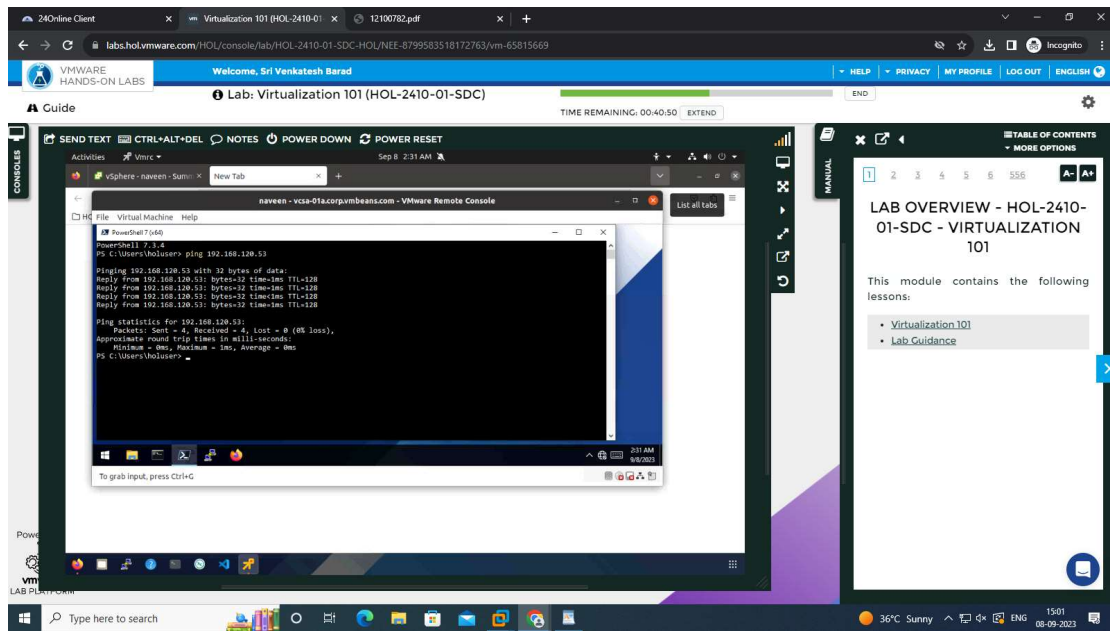 24Online Client
Virtualization 101 (HOL-2410-01
12100782.pdf
labs.hol.vmware.com/HOL/console/lab/HOL-2410-01-SDC-HOL/NEE-8799583518172763/vm-65815669
Incognito
VMWARE
HANDS-ON LABS
Welcome, Sri Venkatesh Barad
HELP
PRIVACY
MY PROFILE
LOG OUT
ENGLISH
Guide
Lab: Virtualization 101 (HOL-2410-01-SDC)
TIME REMAINING: 00:40:50
EXTEND
END
CONSOLES
SEND TEXT
CTRL+ALT+DEL
NOTES
POWER DOWN
POWER RESET
Activities
Vmrc
Sep 8 2:31 AM
vSphere - naveen - Summ
New Tab
List all tabs
naveen - vcsa-01a.corp.vmbeans.com - VMware Remote Console
File Virtual Machine Help
PowerShell 7 (x64)
PowerShell 7.3.4
PS C:\Users\holuser> ping 192.168.120.53
Pinging 192.168.120.53 with 32 bytes of data:
Reply from 192.168.120.53: bytes=32 time=1ms TTL=128
Reply from 192.168.120.53: bytes=32 time<1ms TTL=128
Reply from 192.168.120.53: bytes=32 time<1ms TTL=128
Reply from 192.168.120.53: bytes=32 time<1ms TTL=128
Ping statistics for 192.168.120.53:
Packets: Sent = 4, Received = 4, Lost = 0 (0% loss),
Approximate round trip times in milli-seconds:
Minimum = 0ms, Maximum = 1ms, Average = 0ms
PS C:\Users\holuser>
2:31 AM
9/8/2023
To grab input, press Ctrl+G
MANUAL
TABLE OF CONTENTS
MORE OPTIONS
1 2 3 4 5 6 556
A- A+
LAB OVERVIEW - HOL-2410-
01-SDC - VIRTUALIZATION
101
This module contains the following
lessons:
Virtualization 101
Lab Guidance
Powe
vm
LAB PLATFORM
Type here to search
36°C Sunny
ENG
15:01
08-09-2023